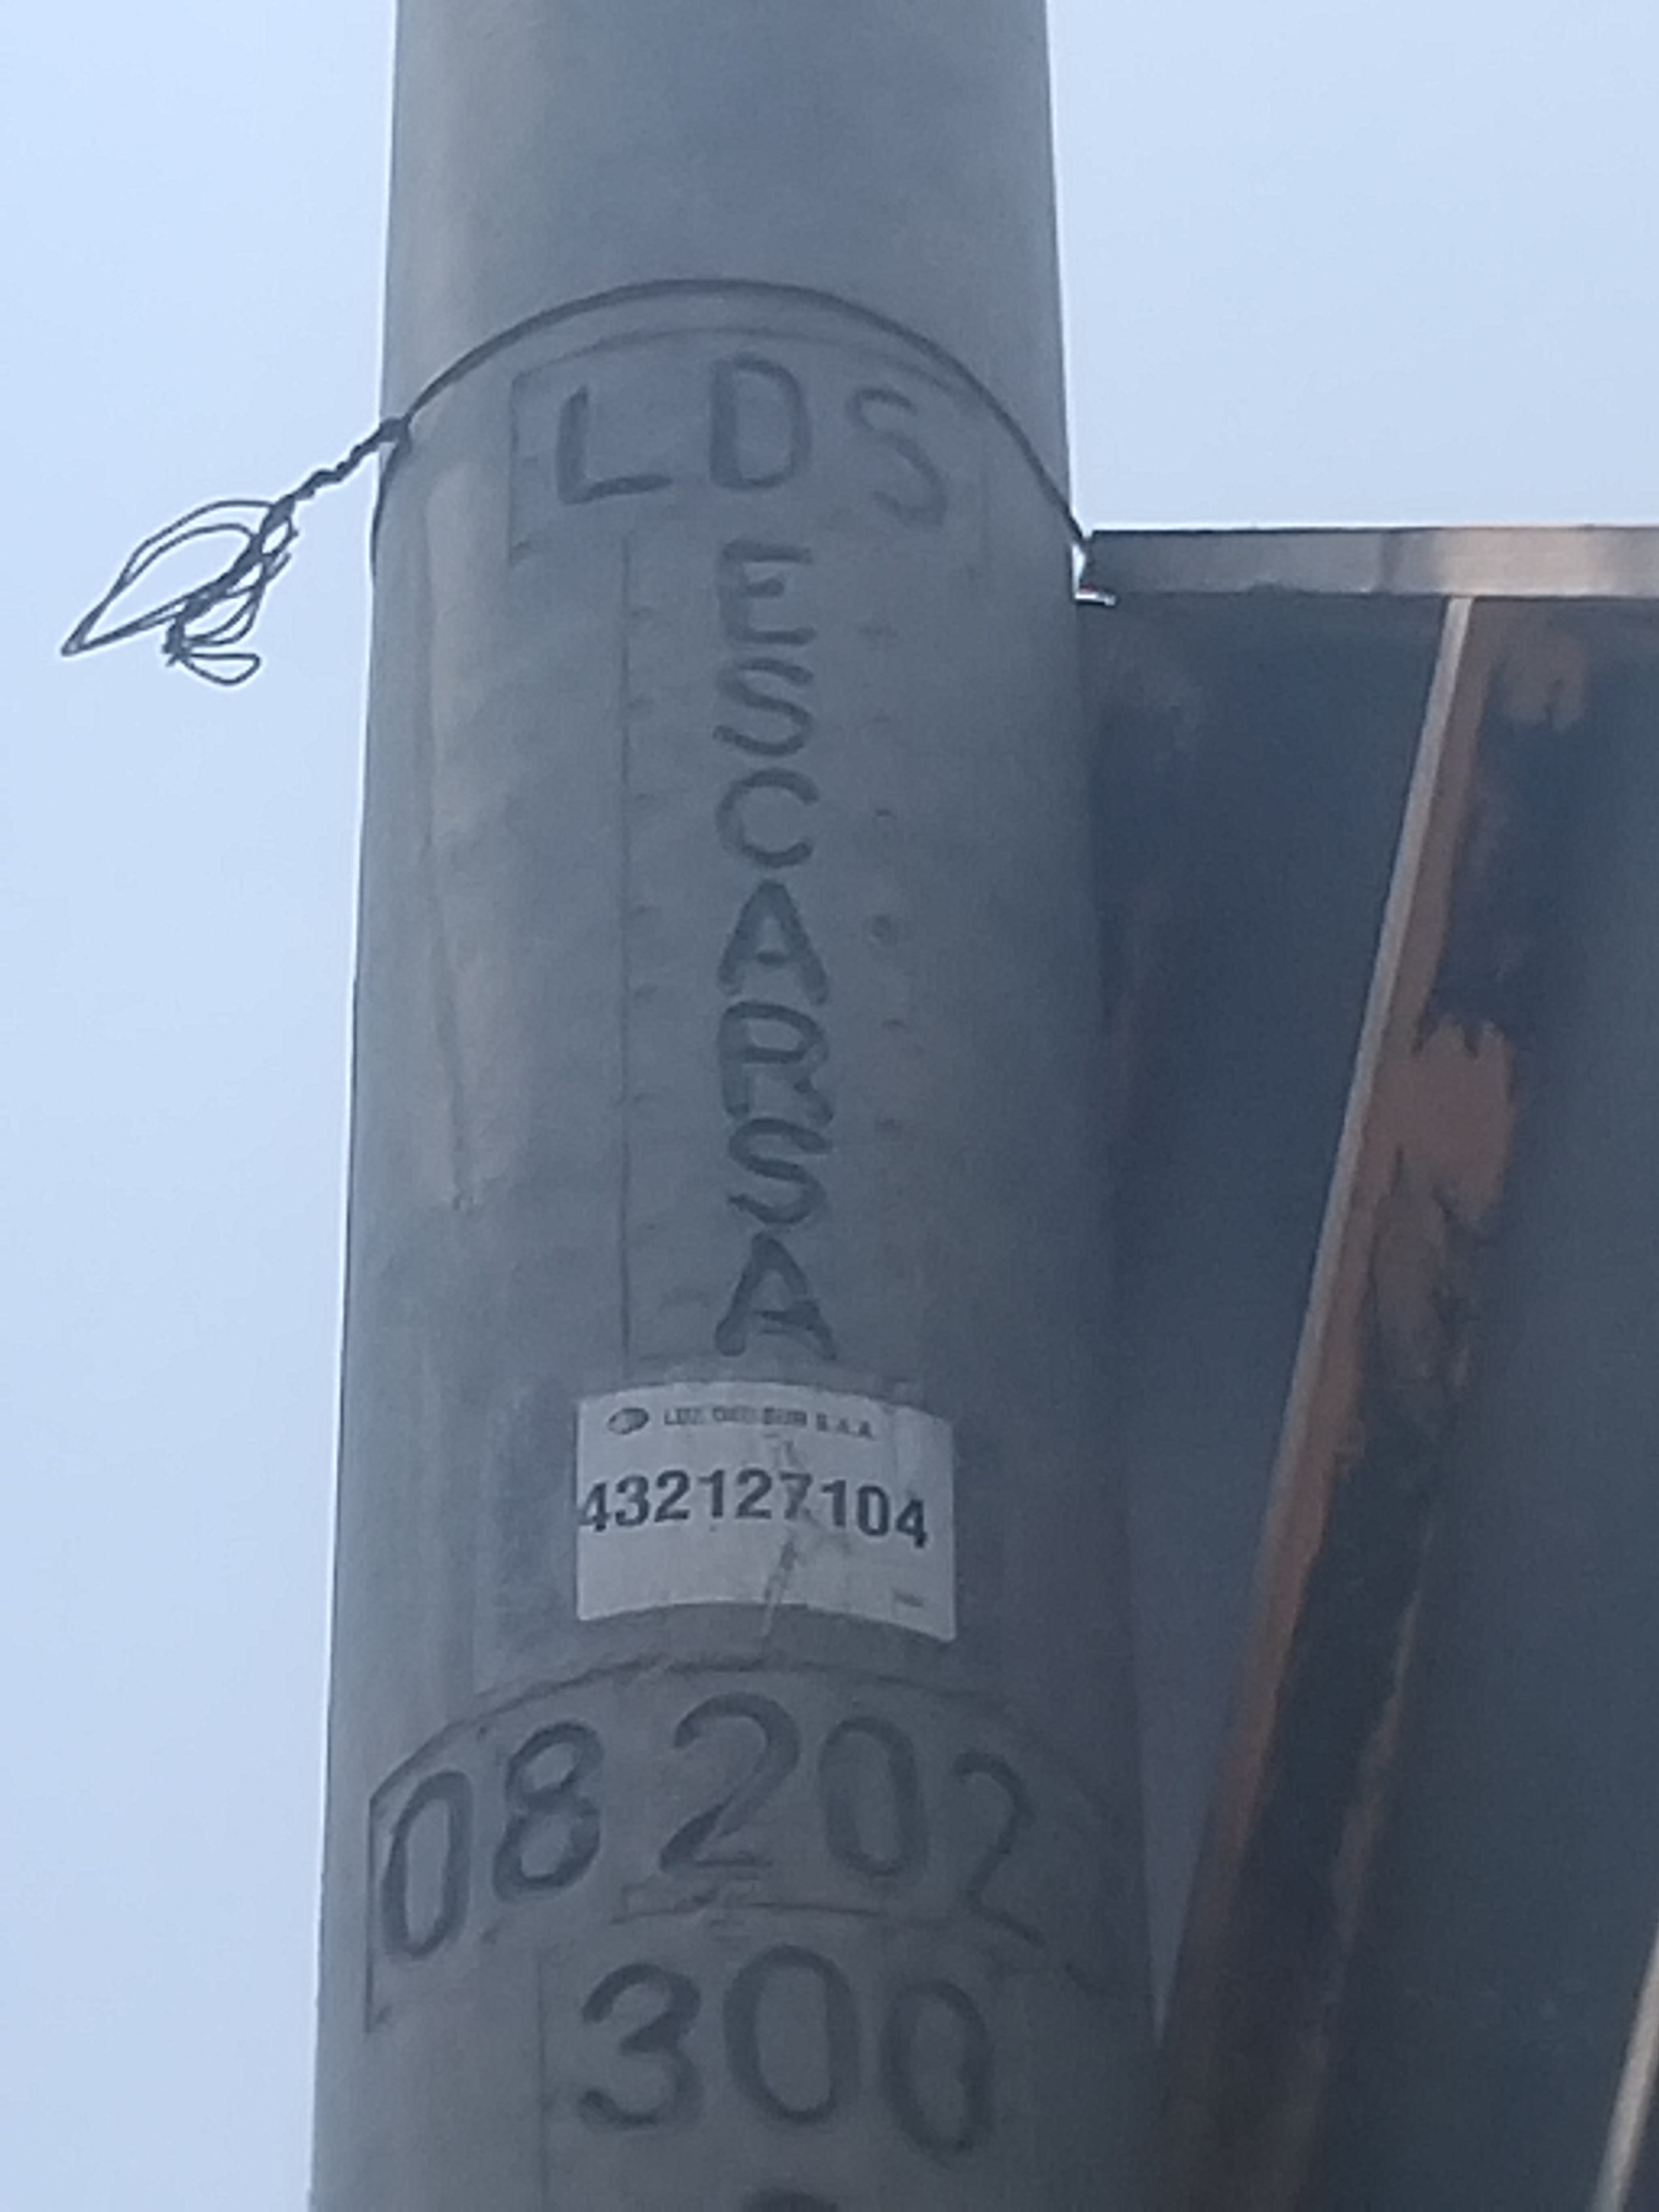 LDS
ESCARSA
LUZ DEL SUR S.A.A.
432127104
08 202
300